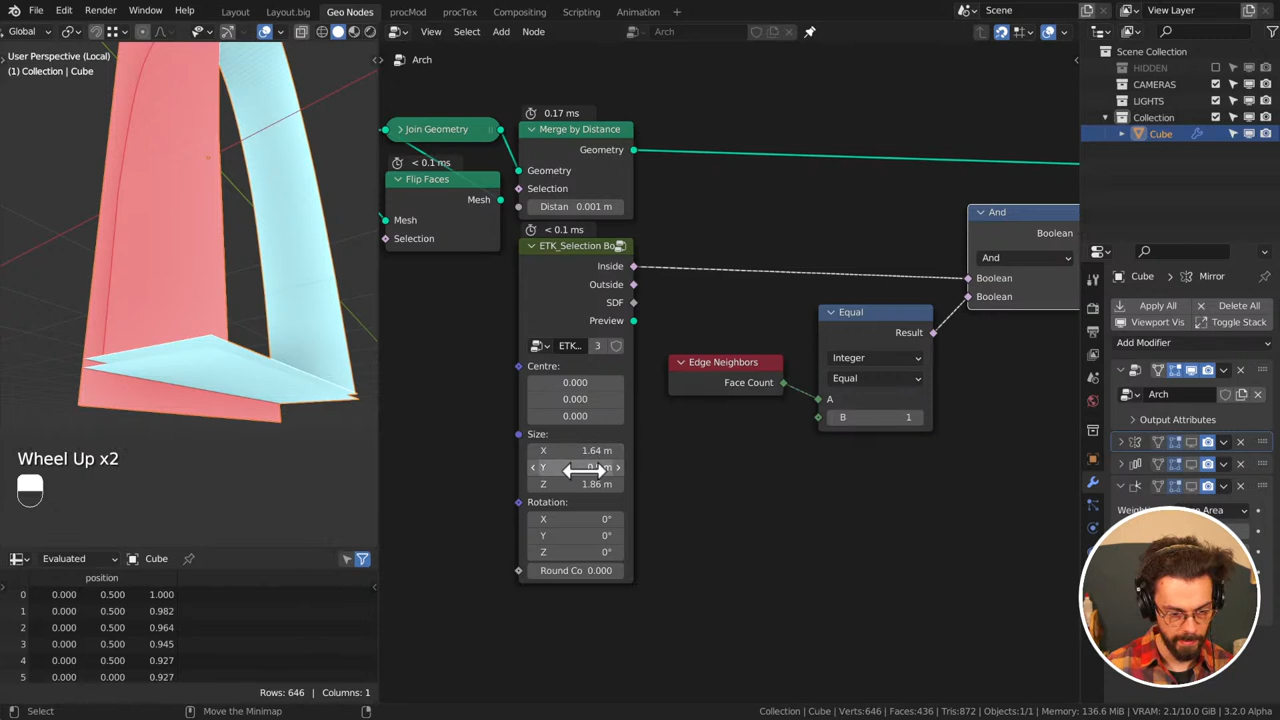 File Edit Render Window Help Layout Layout.big Geo Nodes procMod procTex Compositing Scripting Animation + Scene View Layer
Global View Select Add Node Arch
User Perspective (Local)
(1) Collection | Cube
Arch
Scene Collection
HIDDEN
CAMERAS
LIGHTS
Collection
Cube
0.17 ms
Join Geometry
Merge by Distance
Geometry
Geometry
Selection
Distan 0.001 m
< 0.1 ms
Flip Faces
Mesh
Mesh
Selection
< 0.1 ms
ETK_Selection Bo
Inside
Outside
SDF
Preview
ETK... 3
Centre:
0.000
0.000
0.000
Size:
X 1.64 m
Y
Z 1.86 m
Rotation:
X 0°
Y 0°
Z 0°
Round Co 0.000
Edge Neighbors
Face Count
Equal
Result
Integer
Equal
A
B 1
And
Boolean
And
Boolean
Boolean
Cube Mirror
Apply All Delete All
Viewport Vis Toggle Stack
Add Modifier
Arch
Output Attributes
Area
Wheel Up x2
Evaluated Cube
position
0 0.000 0.500 1.000
1 0.000 0.500 0.982
2 0.000 0.500 0.964
3 0.000 0.500 0.945
4 0.000 0.500 0.927
5 0.000 0.000 0.927
Rows: 646 | Columns: 1
Select Move the Minimap Collection | Cube | Verts:646 | Faces:436 | Tris:872 | Objects:1/1 | Memory: 136.6 MiB | VRAM: 2.1/10.0 GiB | 3.2.0 Alpha